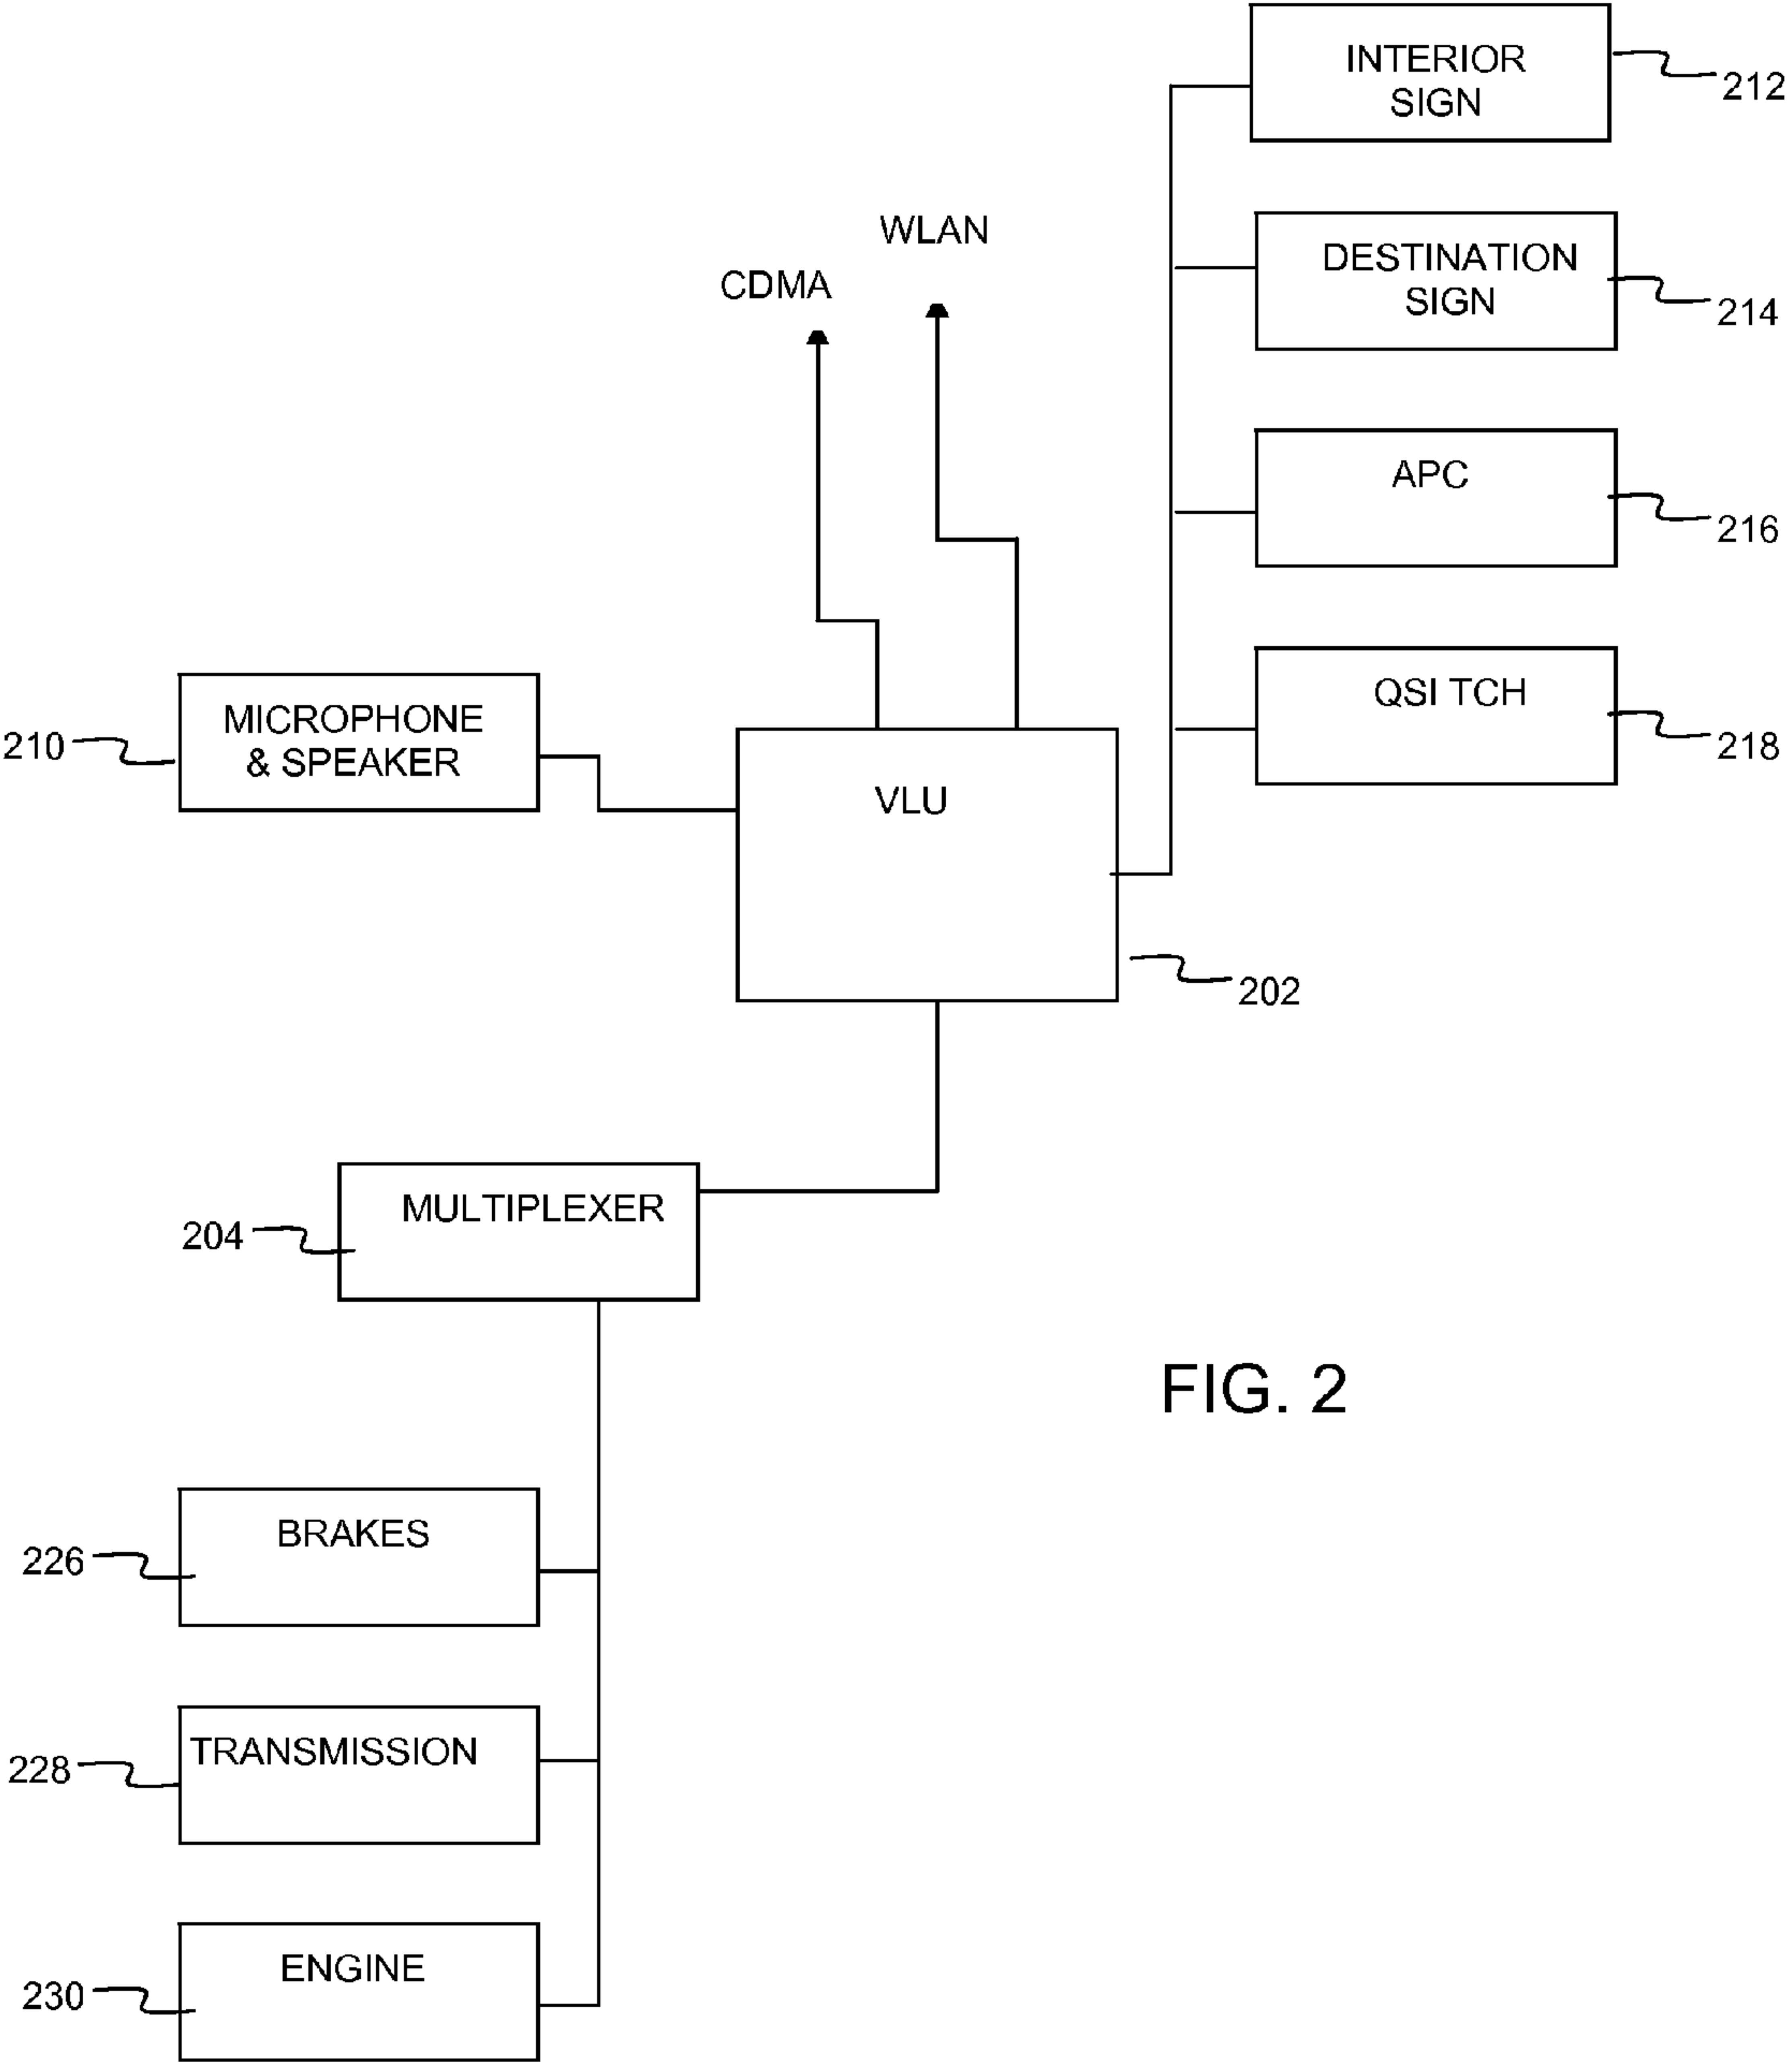 INTERIOR
SIGN
212
WLAN
CDMA
DESTINATION
SIGN
214
APC
216
QSI TCH
218
MICROPHONE
& SPEAKER
210
VLU
202
MULTIPLEXER
204
FIG. 2
BRAKES
226
TRANSMISSION
228
ENGINE
230